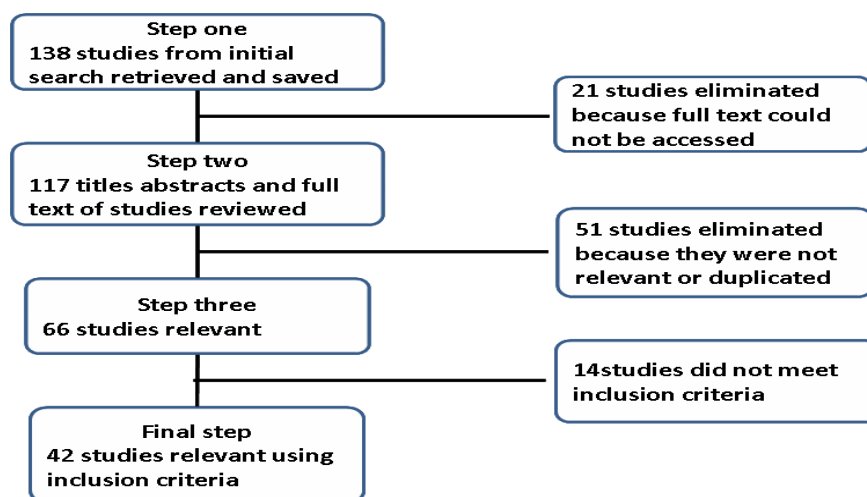 Step one
138 studies from initial
search retrieved and saved
21 studies eliminated
because full text could
not be accessed
Step two
117 titles abstracts and full
text of studies reviewed
51 studies eliminated
because they were not
relevant or duplicated
Step three
66 studies relevant
14studies did not meet
inclusion criteria
Final step
42 studies relevant using
inclusion criteria